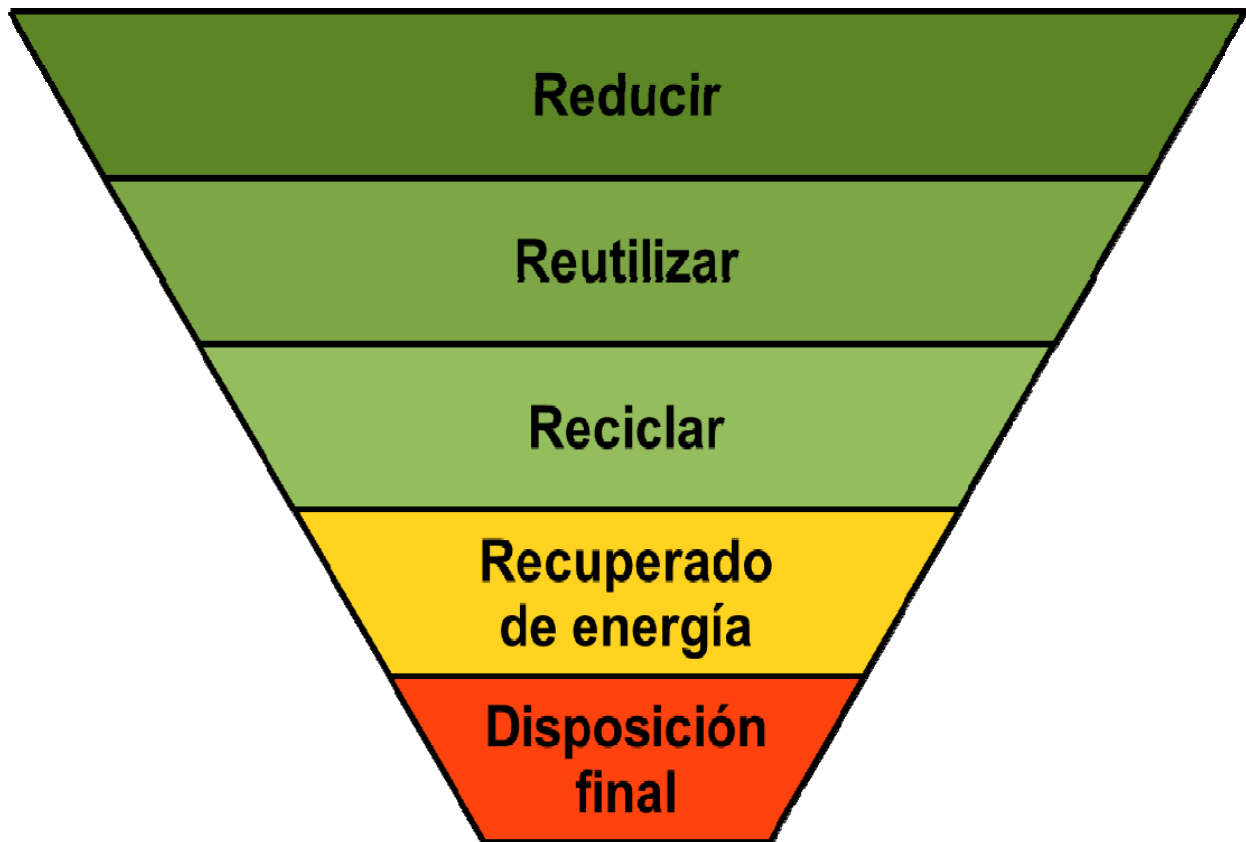 Reducir
Reutilizar
Reciclar
Recuperado
de energía
Disposición
final